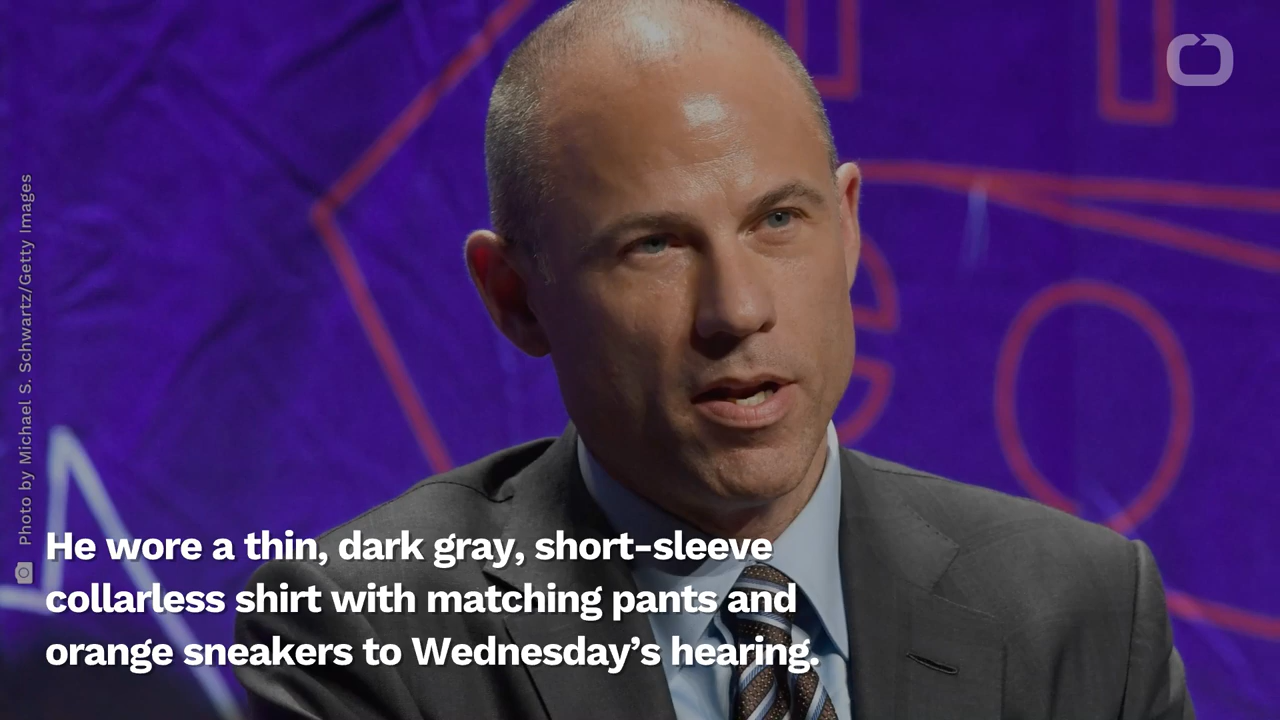 Photo by Michael S. Schwartz/Getty Images
He wore a thin, dark gray, short-sleeve
collarless shirt with matching pants and
orange sneakers to Wednesday’s hearing.